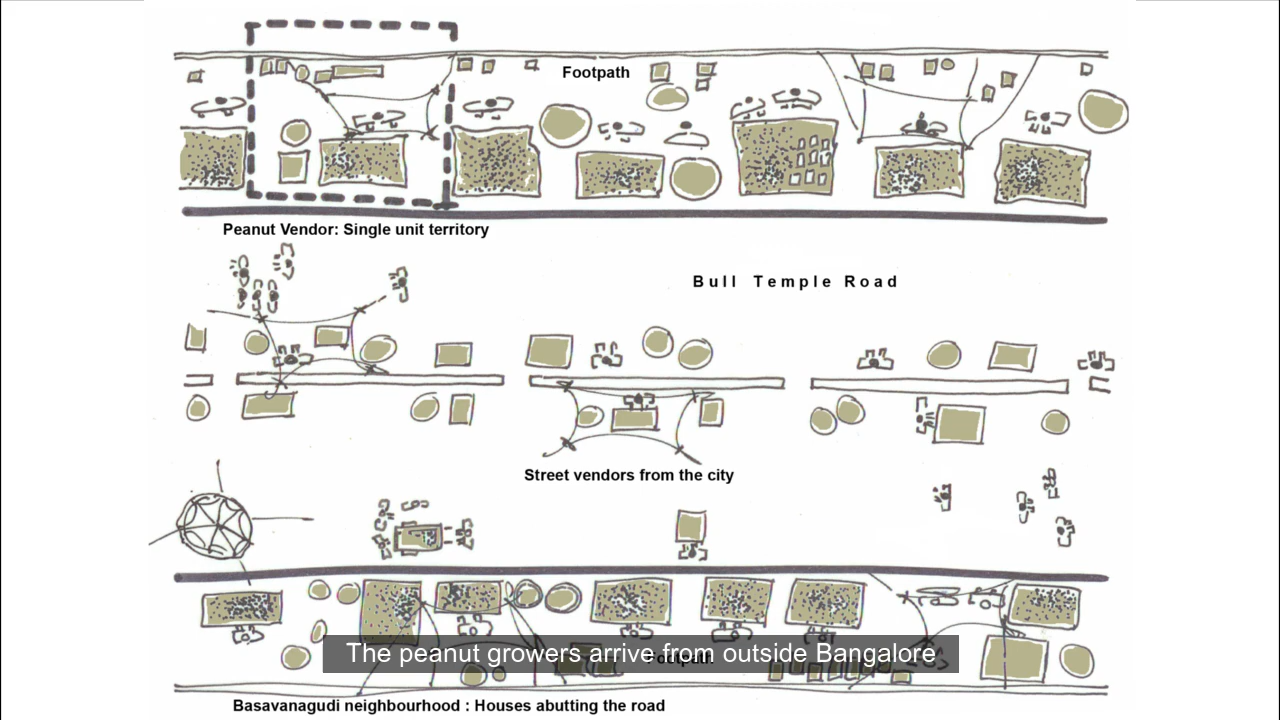 Footpath
Peanut Vendor: Single unit territory
Bull Temple Road
Street vendors from the city
Footpath
The peanut growers arrive from outside Bangalore
Basavanagudi neighbourhood : Houses abutting the road